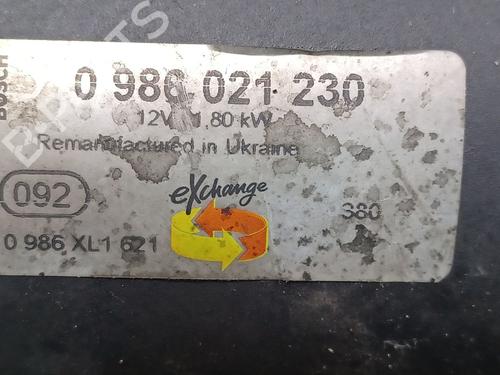 BOSCH
0 986 021 230
12V 1,80 kW
Remanufactured in Ukraine
092
eXchange
380
0 986 XL1 621